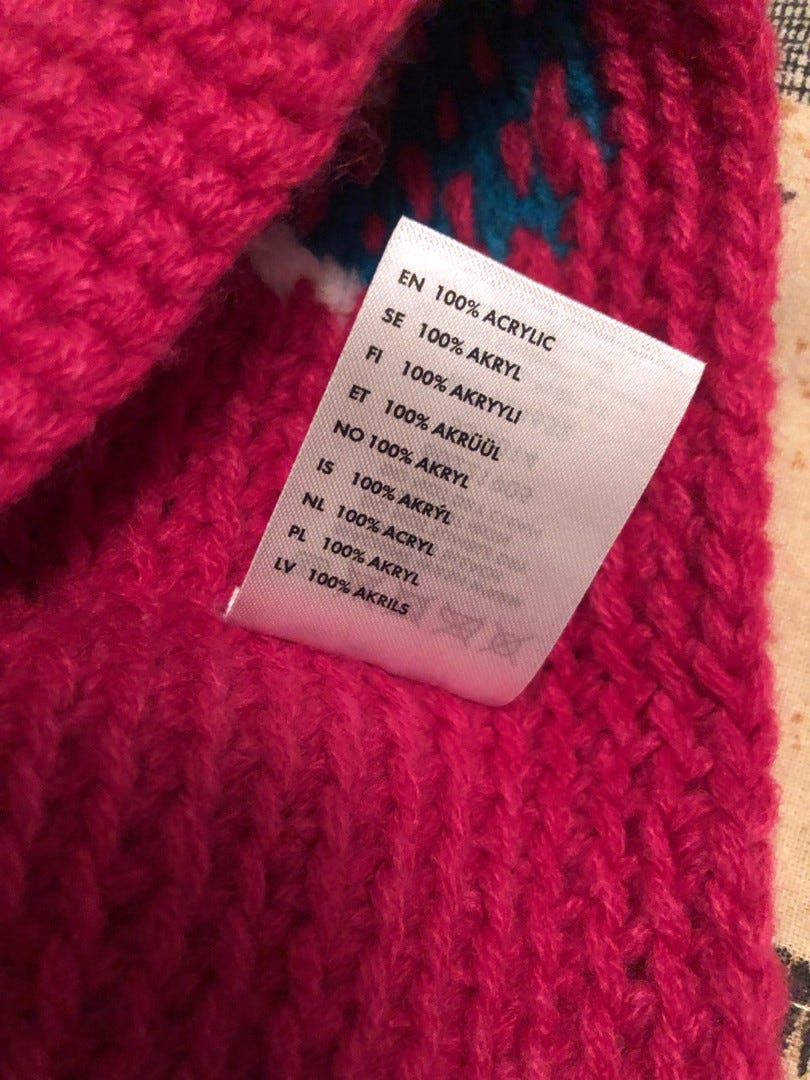 EN 100% ACRYLIC
SE 100% AKRYL
FI 100% AKRYYLI
ET 100% AKRÜÜL
NO 100% AKRYL
IS 100% AKRÝL
NL 100% ACRYL
PL 100% AKRYL
LV 100% AKRILS